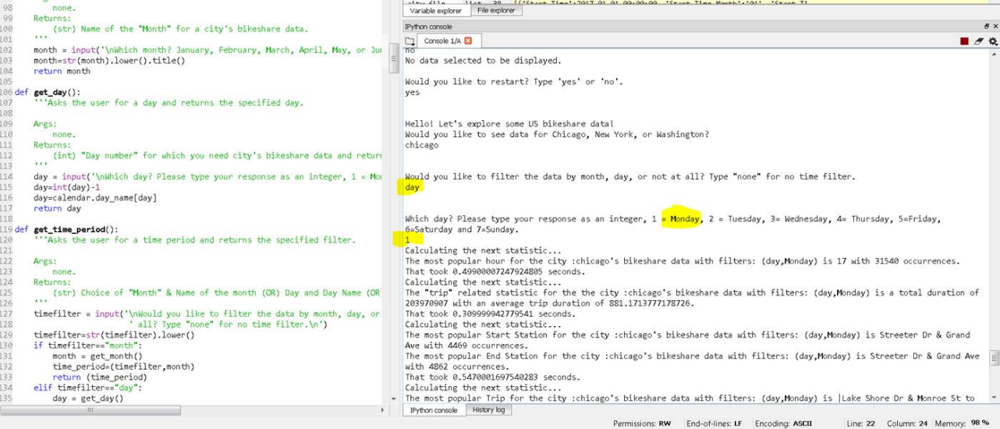 98 none.
99 Returns:
100 (str) Name of the "Month" for a city's bikeshare data.
101 '''
102 month = input('\nWhich month? January, February, March, April, May, or Jun
103 month=str(month).lower().title()
104 return month
105
106 def get_day():
107 '''Asks the user for a day and returns the specified day.
108
109 Args:
110 none.
111 Returns:
112 (int) "Day number" for which you need city's bikeshare data and return
113 '''
114 day = input('\nWhich day? Please type your response as an integer, 1 = Mon
115 day=int(day)-1
116 day=calendar.day_name[day]
117 return day
118
119 def get_time_period():
120 '''Asks the user for a time period and returns the specified filter.
121
122 Args:
123 none.
124 Returns:
125 (str) Choice of "Month" & Name of the month (OR) Day and Day Name (OR
126 '''
127 timefilter = input('\nWould you like to filter the data by month, day, or
128 ' all? Type "none" for no time filter.\n')
129 timefilter=str(timefilter).lower()
130 if timefilter=="month":
131 month = get_month()
132 time_period=(timefilter,month)
133 return (time_period)
134 elif timefilter=="day":
135 day = get_day()
Variable explorer File explorer
IPython console
Console 1/A
no
No data selected to be displayed.
Would you like to restart? Type 'yes' or 'no'.
yes
Hello! Let's explore some US bikeshare data!
Would you like to see data for Chicago, New York, or Washington?
chicago
Would you like to filter the data by month, day, or not at all? Type "none" for no time filter.
day
Which day? Please type your response as an integer, 1 = Monday, 2 = Tuesday, 3= Wednesday, 4= Thursday, 5=Friday,
6=Saturday and 7=Sunday.
1
Calculating the next statistic...
The most popular hour for the city :chicago's bikeshare data with filters: (day,Monday) is 17 with 31540 occurrences.
That took 0.49900007247924805 seconds.
Calculating the next statistic...
The "trip" related statistic for the the city :chicago's bikeshare data with filters: (day,Monday) is a total duration of
203970907 with an average trip duration of 881.1713777178726.
That took 0.309999942779541 seconds.
Calculating the next statistic...
The most popular Start Station for the city :chicago's bikeshare data with filters: (day,Monday) is Streeter Dr & Grand
Ave with 4469 occurrences.
The most popular End Station for the city :chicago's bikeshare data with filters: (day,Monday) is Streeter Dr & Grand Ave
with 4862 occurrences.
That took 0.5470001697540283 seconds.
Calculating the next statistic...
The most popular Trip for the city :chicago's bikeshare data with filters: (day,Monday) is |Lake Shore Dr & Monroe St to
IPython console History log
Permissions: RW End-of-lines: LF Encoding: ASCII Line: 22 Column: 24 Memory: 98 %